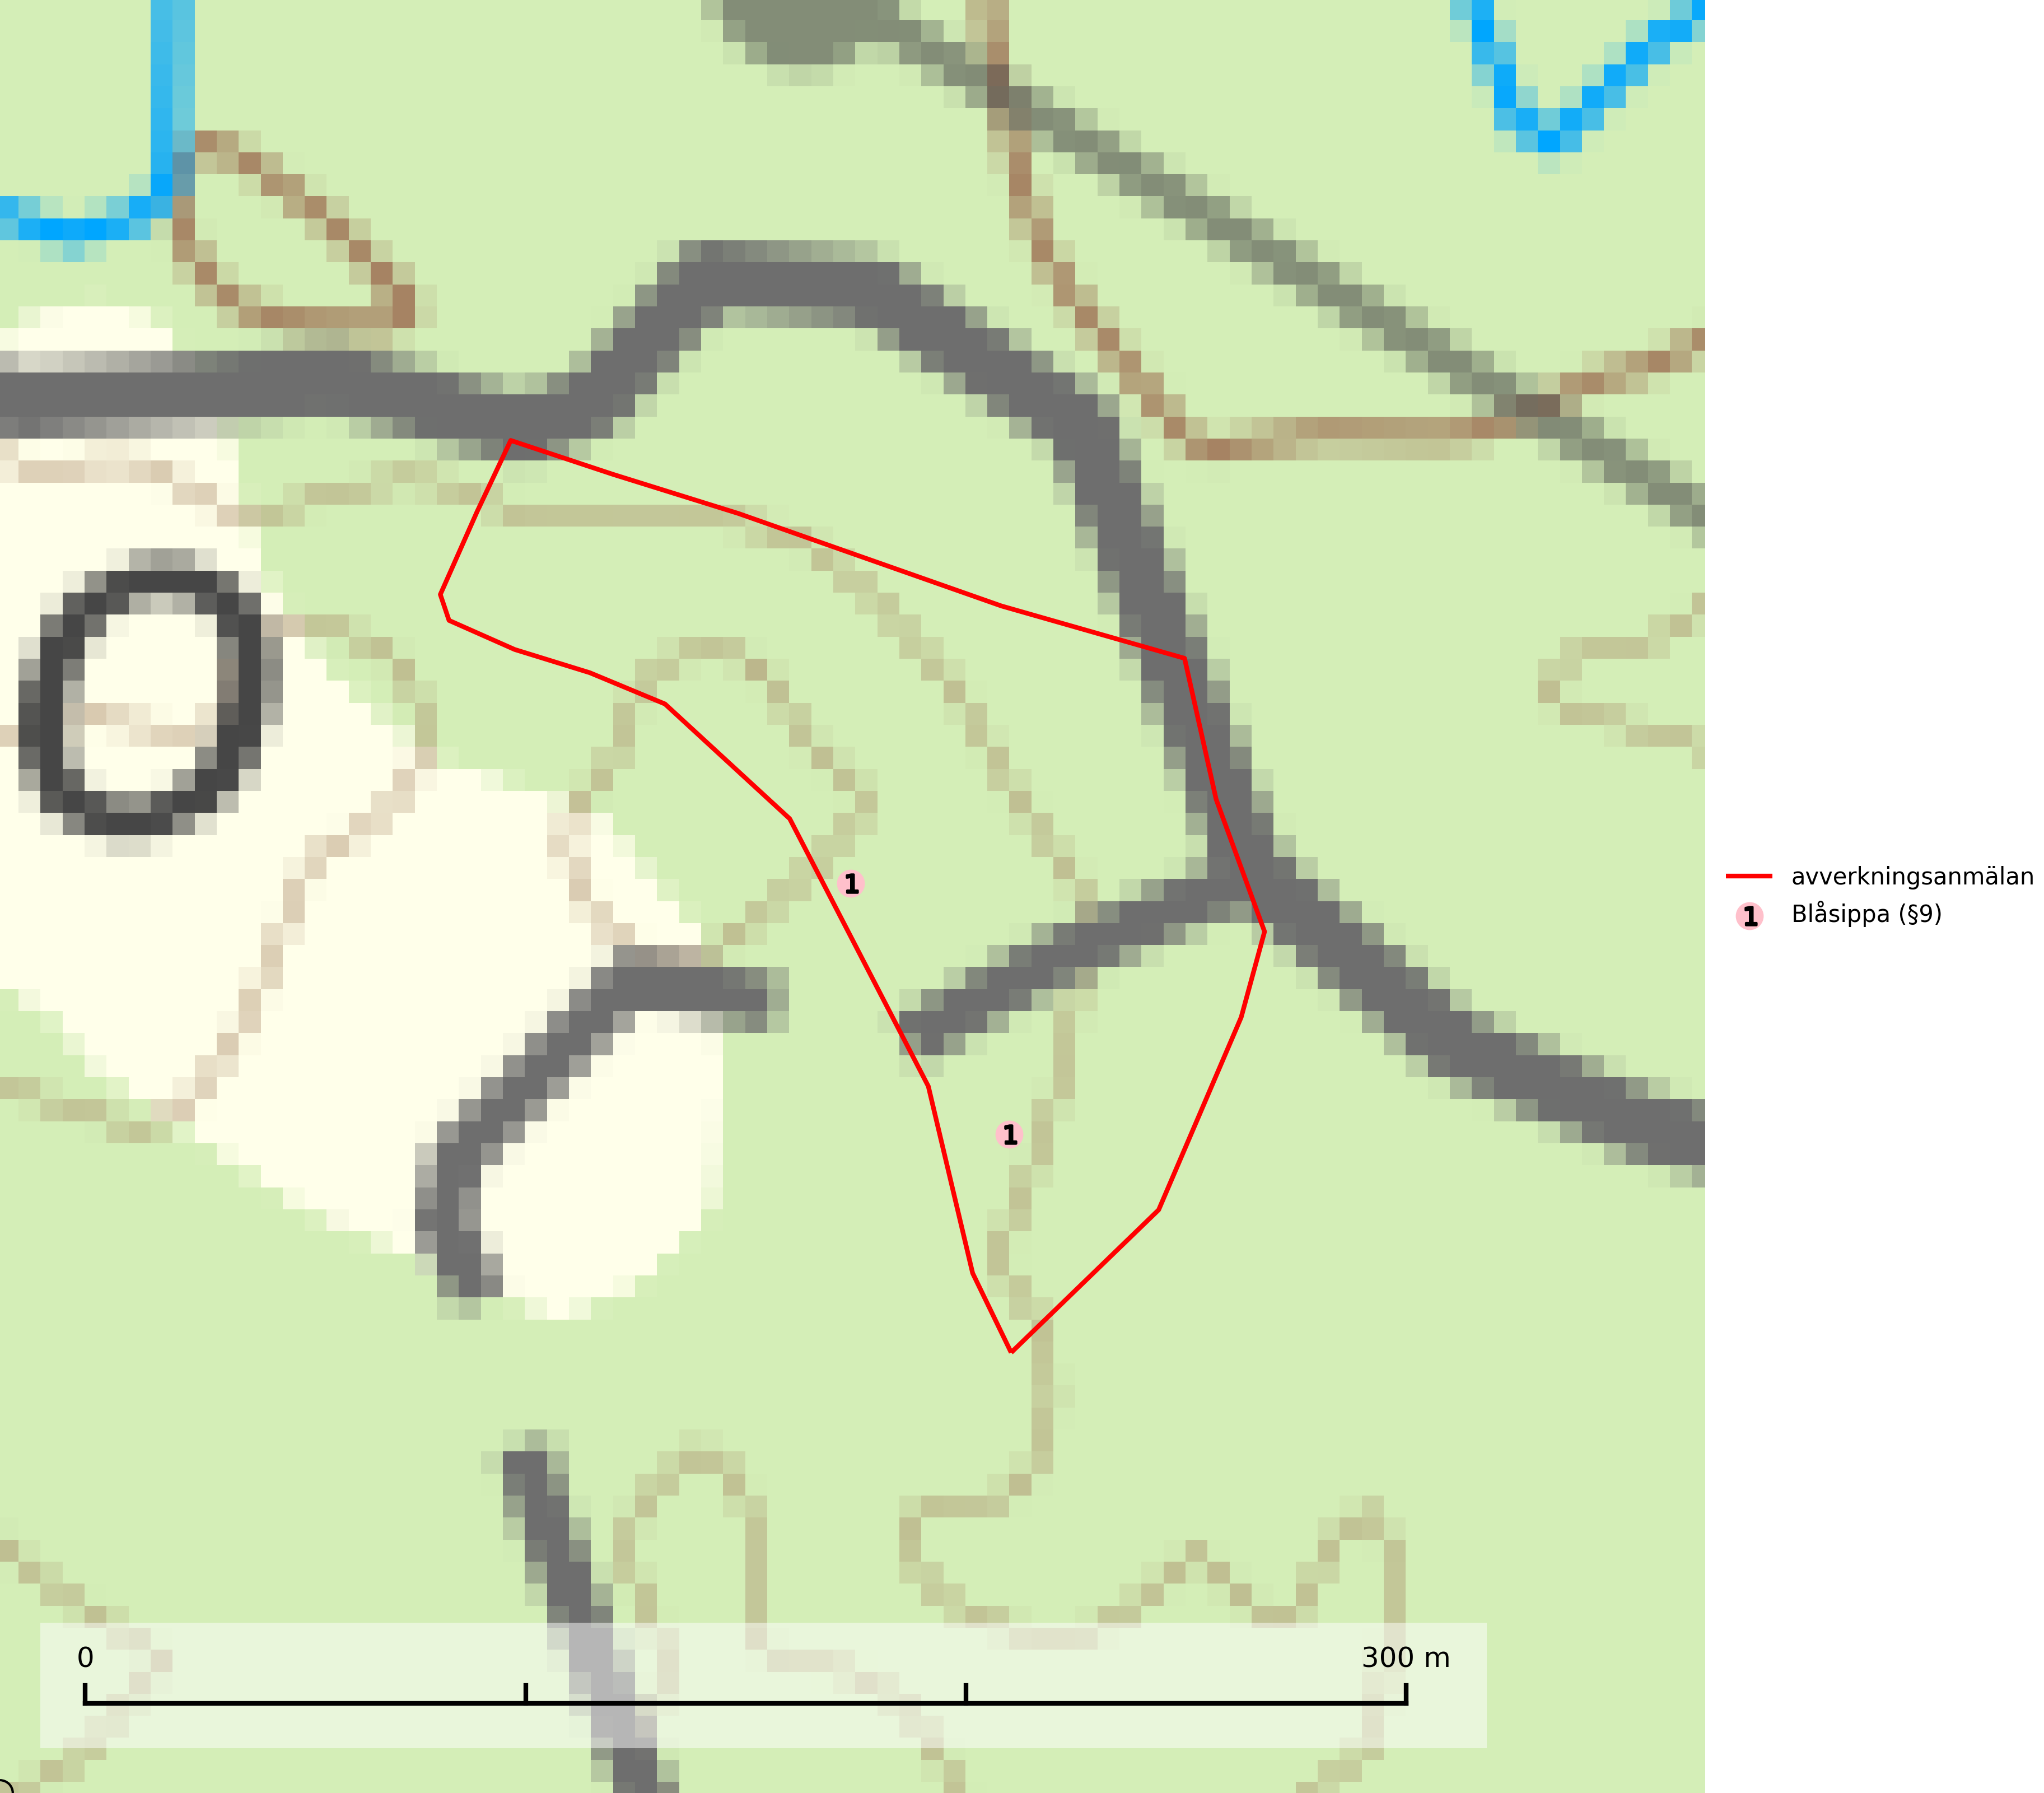 1
1
avverkningsanmälan
1 Blåsippa (§9)
0 300 m